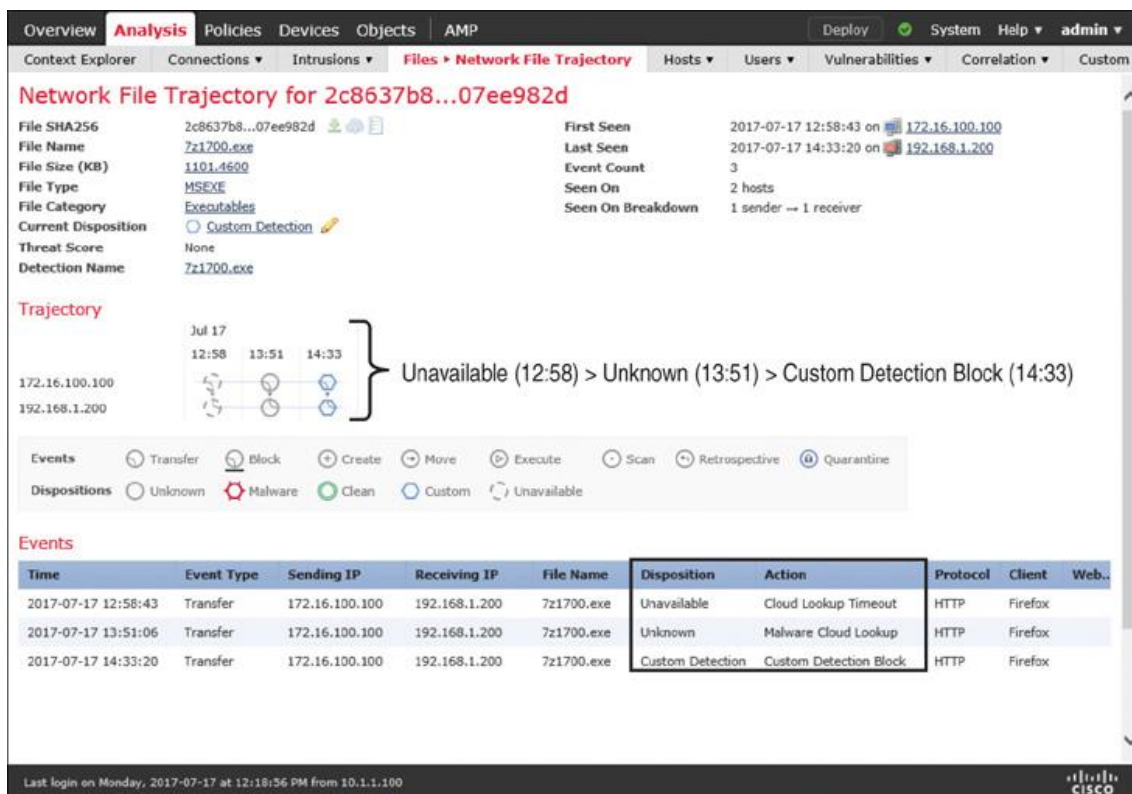 Overview Analysis Policies Devices Objects AMP Deploy System Help admin
Context Explorer Connections Intrusions Files Network File Trajectory Hosts Users Vulnerabilities Correlation Custom
Network File Trajectory for 2c8637b8...07ee982d
File SHA256 2c8637b8...07ee982d First Seen 2017-07-17 12:58:43 on 172.16.100.100
File Name 7z1700.exe Last Seen 2017-07-17 14:33:20 on 192.168.1.200
File Size (KB) 1101.4600 Event Count 3
File Type MSEXE Seen On 2 hosts
File Category Executables Seen On Breakdown 1 sender → 1 receiver
Current Disposition Custom Detection
Threat Score None
Detection Name 7z1700.exe
Trajectory
Jul 17
12:58 13:51 14:33
Unavailable (12:58) > Unknown (13:51) > Custom Detection Block (14:33)
172.16.100.100
192.168.1.200
Events Transfer Block Create Move Execute Scan Retrospective Quarantine
Dispositions Unknown Malware Clean Custom Unavailable
Events
Time Event Type Sending IP Receiving IP File Name Disposition Action Protocol Client Web..
2017-07-17 12:58:43 Transfer 172.16.100.100 192.168.1.200 7z1700.exe Unavailable Cloud Lookup Timeout HTTP Firefox
2017-07-17 13:51:06 Transfer 172.16.100.100 192.168.1.200 7z1700.exe Unknown Malware Cloud Lookup HTTP Firefox
2017-07-17 14:33:20 Transfer 172.16.100.100 192.168.1.200 7z1700.exe Custom Detection Custom Detection Block HTTP Firefox
Last login on Monday, 2017-07-17 at 12:18:56 PM from 10.1.1.100
CISCO